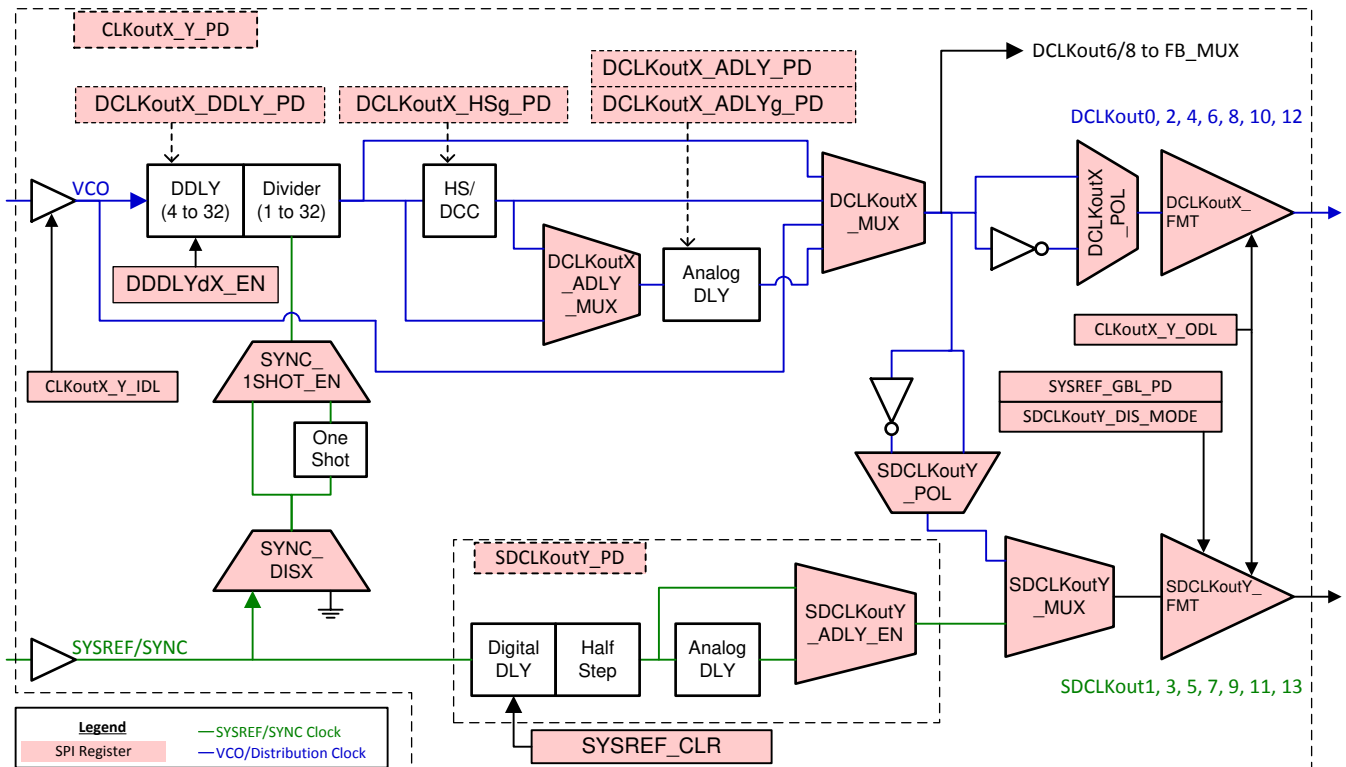 CLKoutX_Y_PD
DCLKoutX_ADLY_PD
DCLKoutX_ADLYg_PD
DCLKout6/8 to FB_MUX
DCLKoutX_DDLY_PD
DCLKoutX_HSg_PD
DCLKout0, 2, 4, 6, 8, 10, 12
VCO
DDLY
(4 to 32)
Divider
(1 to 32)
HS/
DCC
DCLKoutX
_MUX
DCLKoutX
_POL
DCLKoutX_
FMT
DCLKoutX
_ADLY
_MUX
Analog
DLY
DDDLYdX_EN
CLKoutX_Y_IDL
SYNC_
1SHOT_EN
One
Shot
CLKoutX_Y_ODL
SYSREF_GBL_PD
SDCLKoutY_DIS_MODE
SDCLKoutY
_POL
SYNC_
DISX
SDCLKoutY_PD
SDCLKoutY
_ADLY_EN
SDCLKoutY
_MUX
SDCLKoutY_
FMT
SYSREF/SYNC
Digital
DLY
Half
Step
Analog
DLY
SDCLKout1, 3, 5, 7, 9, 11, 13
SYSREF_CLR
Legend
SPI Register
SYSREF/SYNC Clock
VCO/Distribution Clock